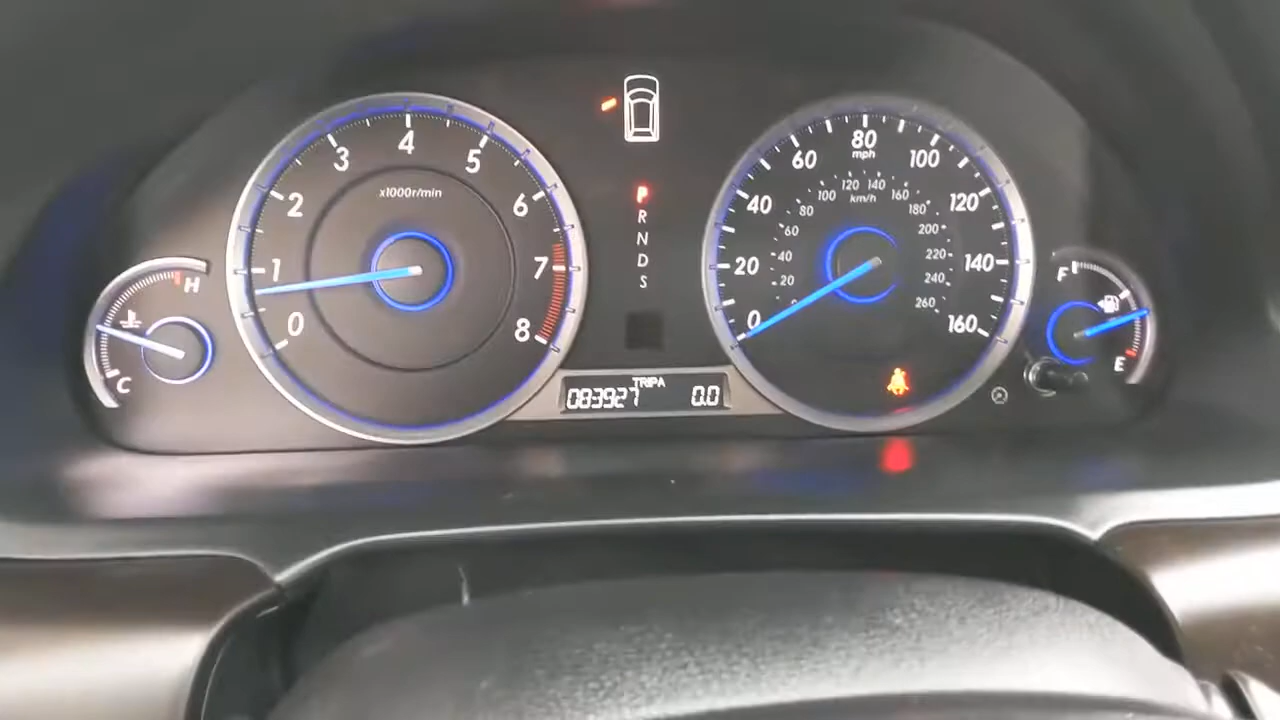 0 1 2 3 4 5 6 7 8
x1000r/min
H
C
P
R
N
D
S
0 20 40 60 80 100 120 140 160
mph
20 40 60 80 100 120 140 160 180 200 220 240 260
km/h
F
E
TRIP A
083927 0.0